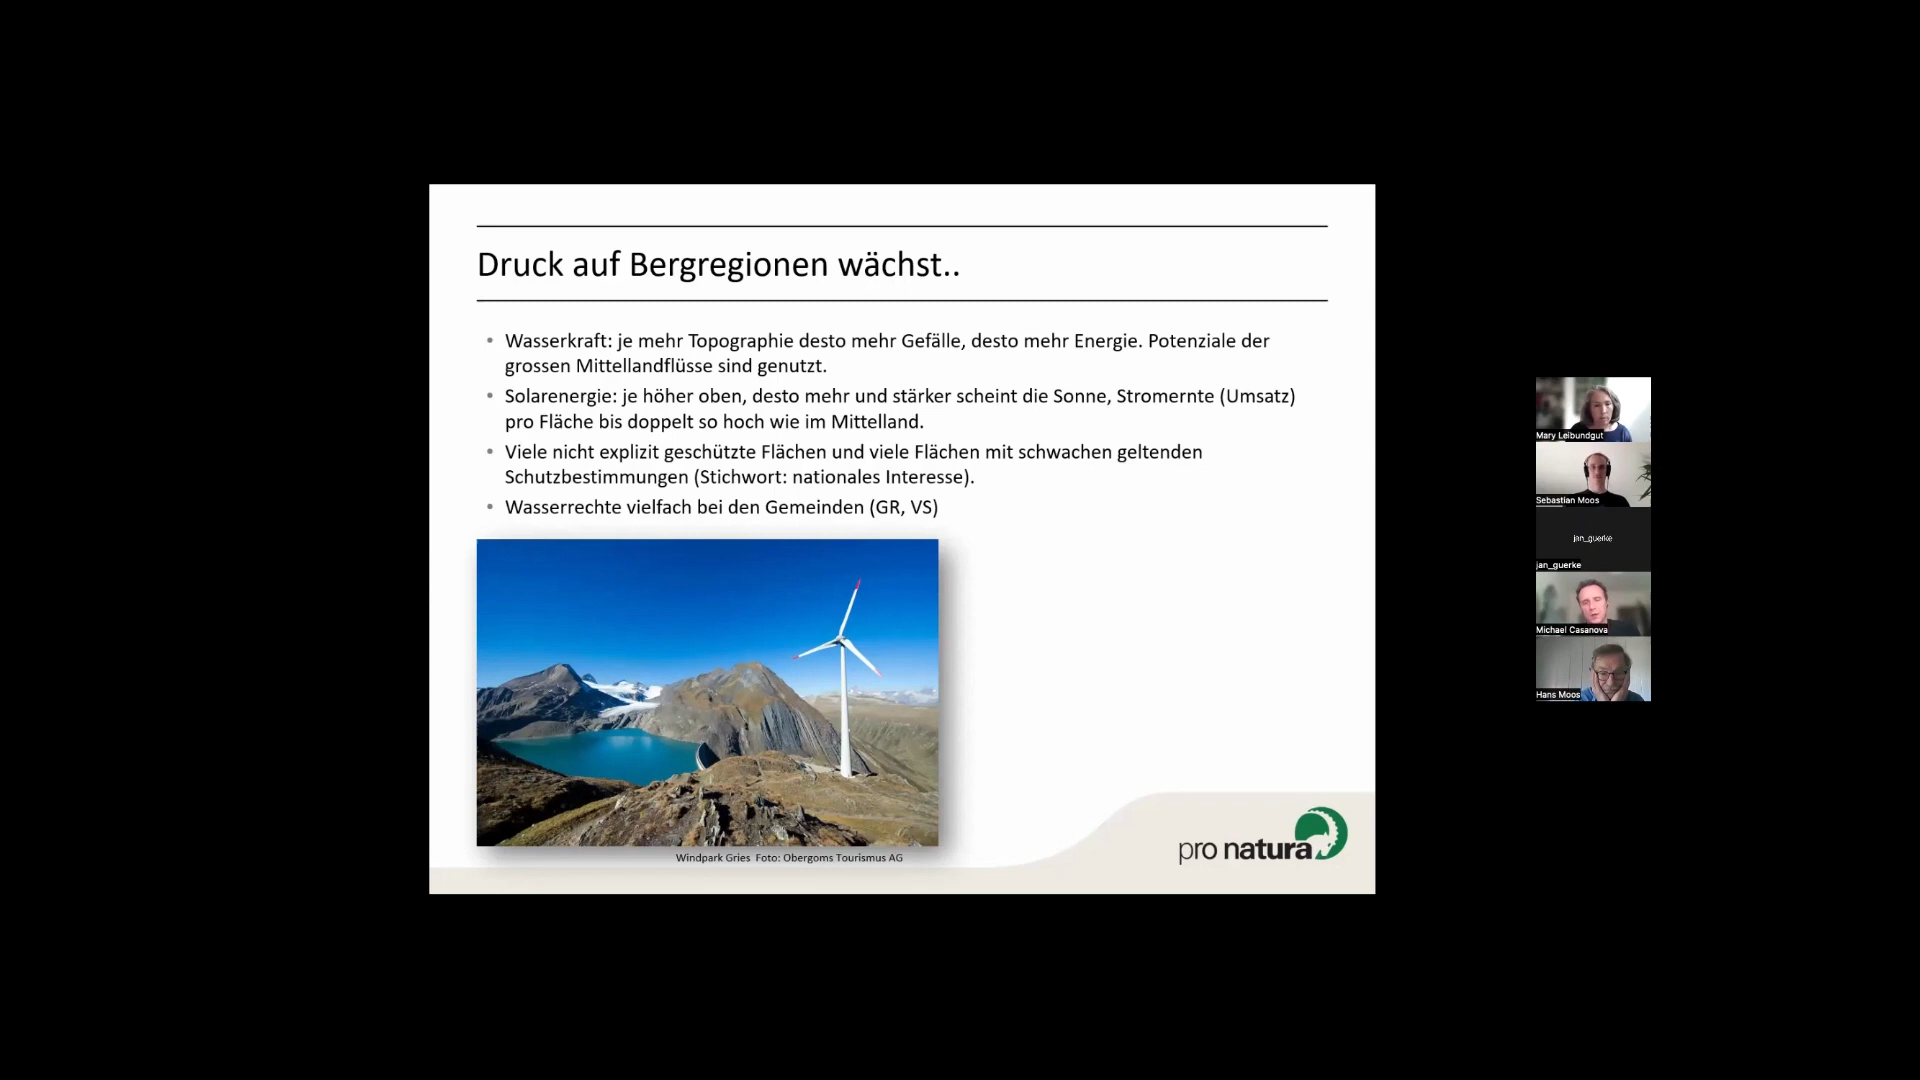 Druck auf Bergregionen wächst..
• Wasserkraft: je mehr Topographie desto mehr Gefälle, desto mehr Energie. Potenziale der
grossen Mittellandflüsse sind genutzt.
• Solarenergie: je höher oben, desto mehr und stärker scheint die Sonne, Stromernte (Umsatz)
pro Fläche bis doppelt so hoch wie im Mittelland.
• Viele nicht explizit geschützte Flächen und viele Flächen mit schwachen geltenden
Schutzbestimmungen (Stichwort: nationales Interesse).
• Wasserrechte vielfach bei den Gemeinden (GR, VS)
Windpark Gries Foto: Obergoms Tourismus AG
pro natura
Mary Leibundgut
Sebastian Moos
jan_guerke
jan_guerke
Michael Casanova
Hans Moos